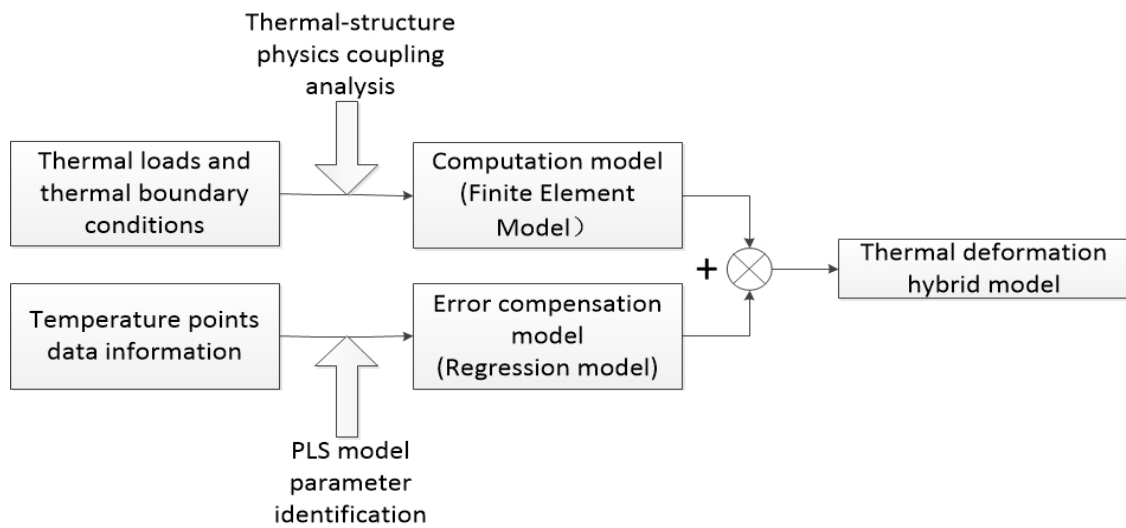 Thermal-structure
physics coupling
analysis
Thermal loads and
thermal boundary
conditions
Computation model
(Finite Element
Model）
+
Thermal deformation
hybrid model
Temperature points
data information
Error compensation
model
(Regression model)
PLS model
parameter
identification